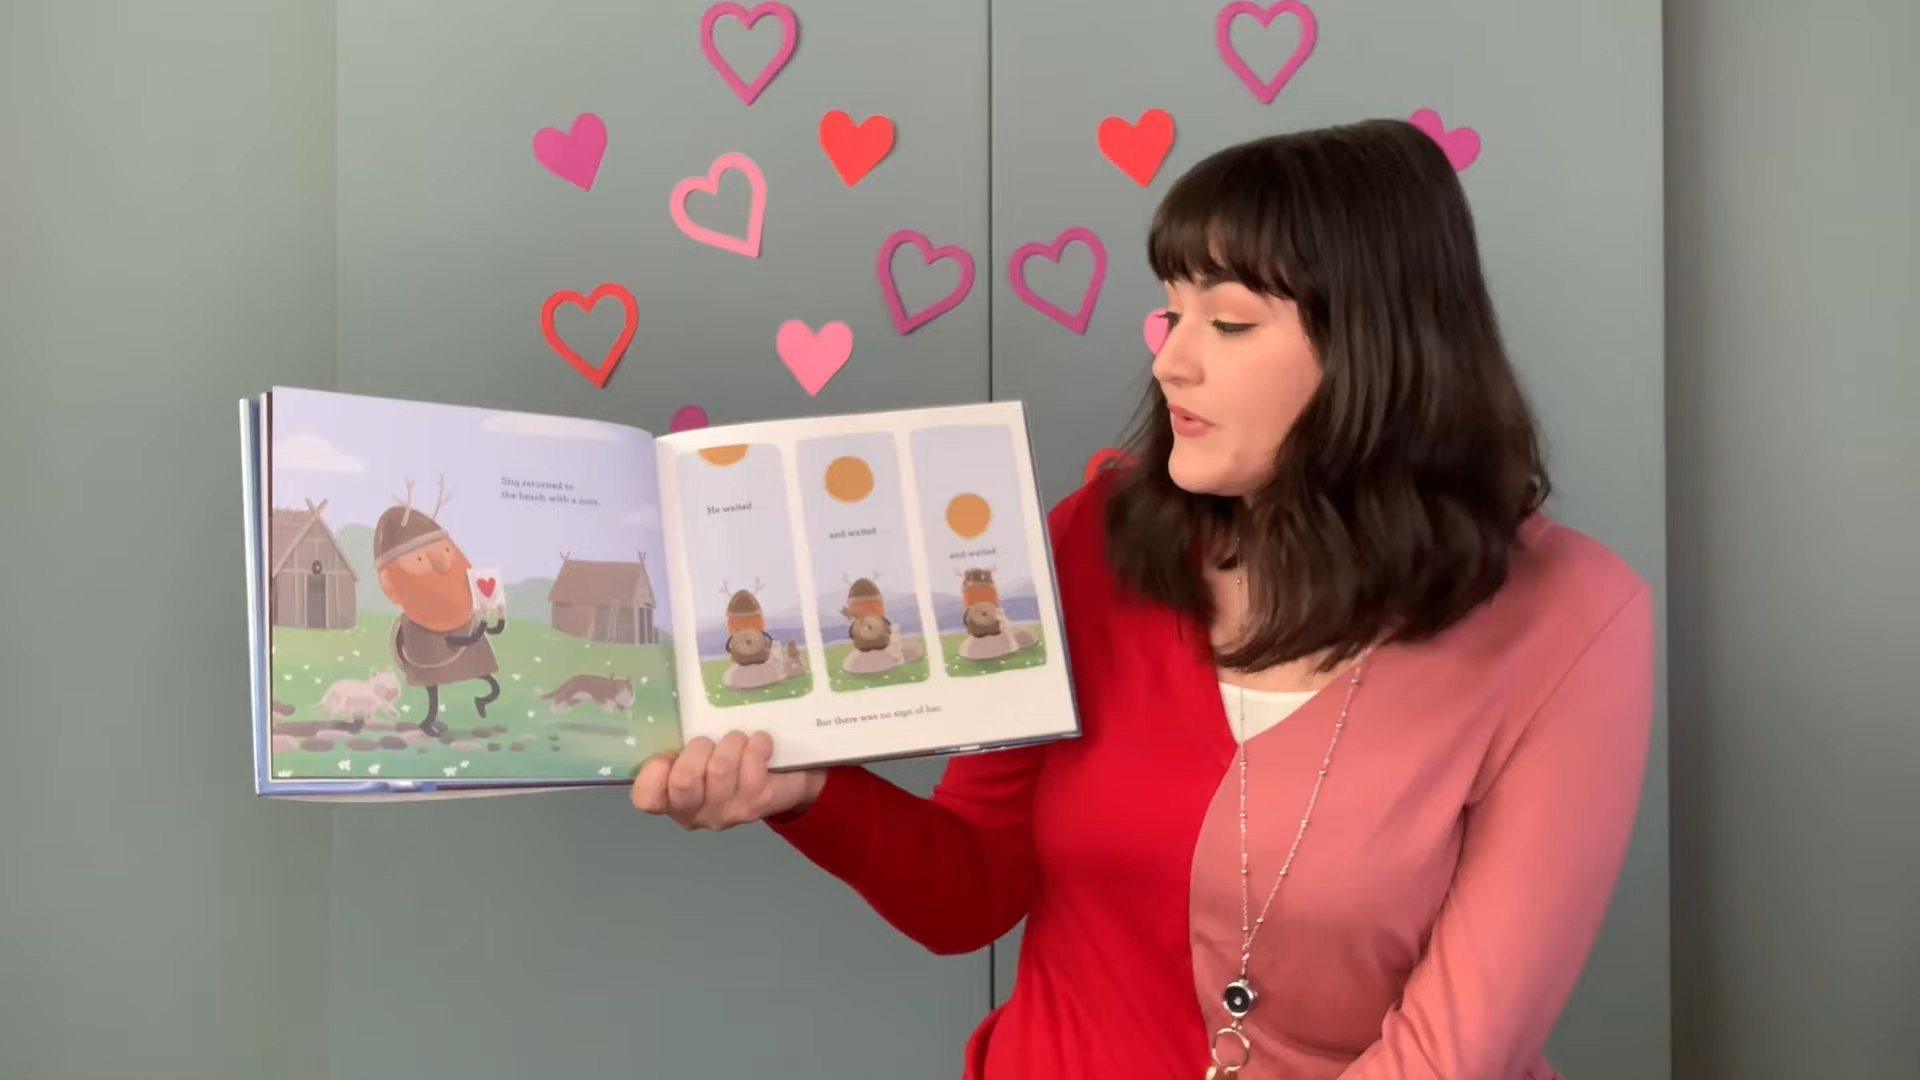 Stig returned to
the beach with a note.
He waited . . .
and waited . . .
and waited . . .
But there was no sign of her.